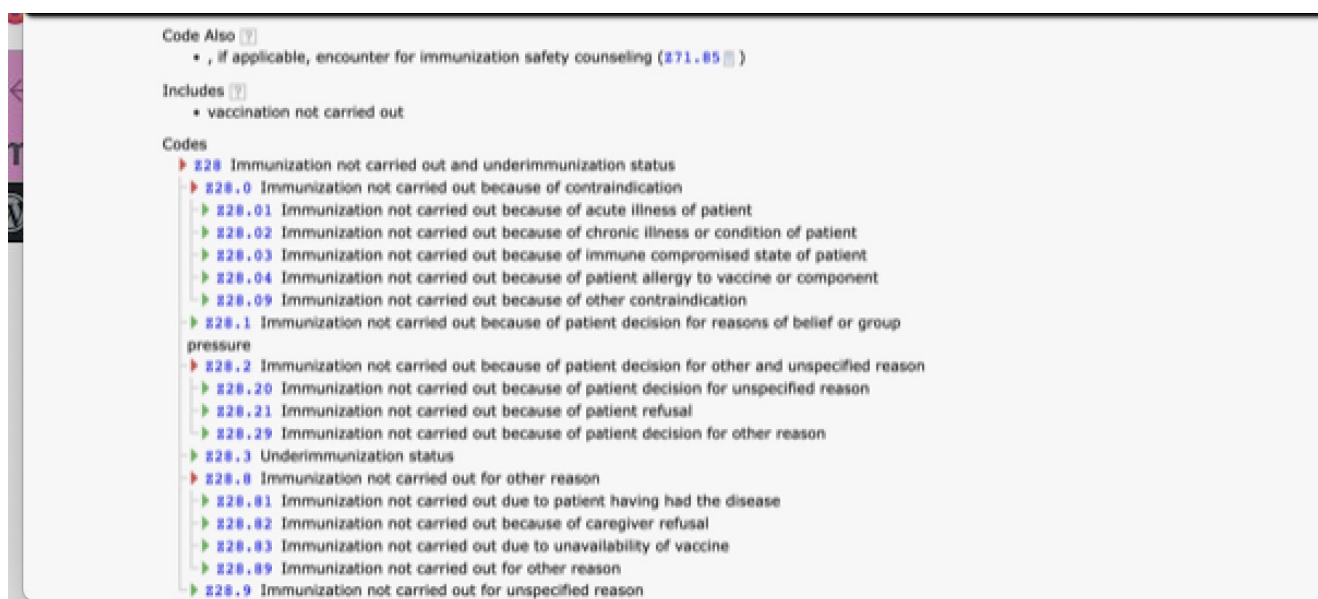 Code Also [?]
• , if applicable, encounter for immunization safety counseling (Z71.85 )
Includes [?]
• vaccination not carried out
Codes
Z28 Immunization not carried out and underimmunization status
Z28.0 Immunization not carried out because of contraindication
Z28.01 Immunization not carried out because of acute illness of patient
Z28.02 Immunization not carried out because of chronic illness or condition of patient
Z28.03 Immunization not carried out because of immune compromised state of patient
Z28.04 Immunization not carried out because of patient allergy to vaccine or component
Z28.09 Immunization not carried out because of other contraindication
Z28.1 Immunization not carried out because of patient decision for reasons of belief or group
pressure
Z28.2 Immunization not carried out because of patient decision for other and unspecified reason
Z28.20 Immunization not carried out because of patient decision for unspecified reason
Z28.21 Immunization not carried out because of patient refusal
Z28.29 Immunization not carried out because of patient decision for other reason
Z28.3 Underimmunization status
Z28.8 Immunization not carried out for other reason
Z28.81 Immunization not carried out due to patient having had the disease
Z28.82 Immunization not carried out because of caregiver refusal
Z28.83 Immunization not carried out due to unavailability of vaccine
Z28.89 Immunization not carried out for other reason
Z28.9 Immunization not carried out for unspecified reason